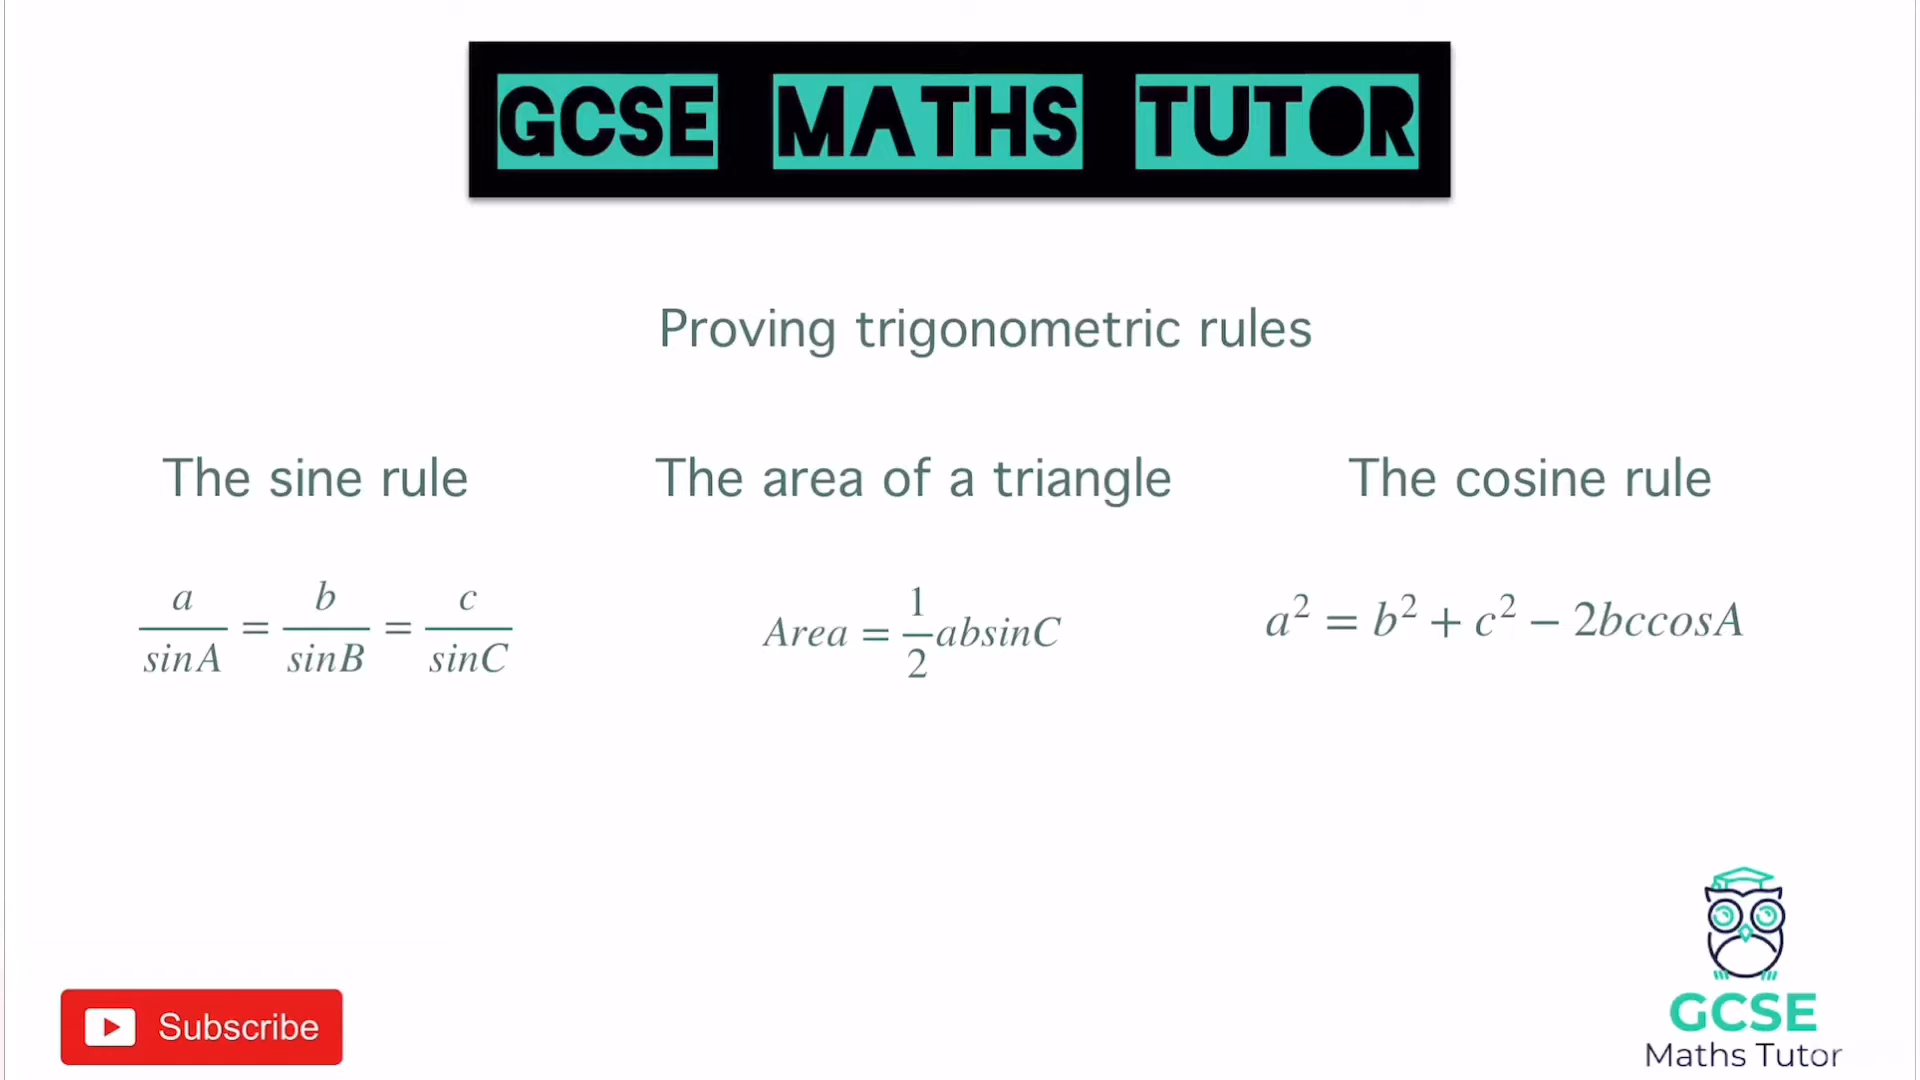 GCSE MATHS TUTOR
Proving trigonometric rules
The sine rule
The area of a triangle
The cosine rule
a/sinA = b/sinB = c/sinC
Area = 1/2 absinC
a² = b² + c² − 2bccosA
Subscribe
GCSE
Maths Tutor